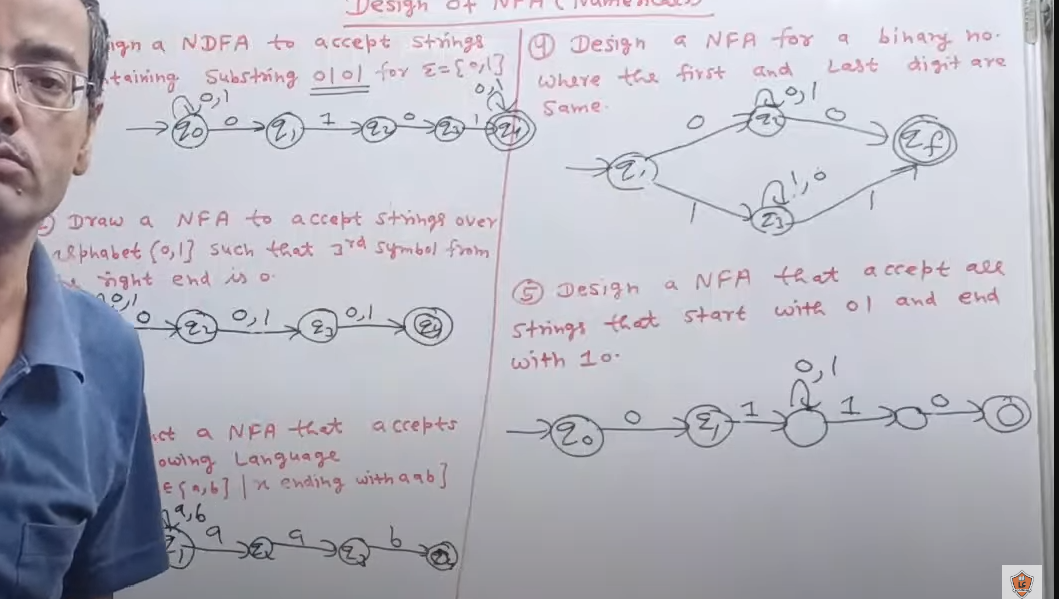 Design of NFA (Numericals)
ign a NDFA to accept strings
taining Substring 0101 for Σ={0,1}
0,1
0,1
q0 0 q1 1 q2 0 q3 1 q4
Draw a NFA to accept strings over
alphabet {0,1} such that 3rd symbol from
right end is 0.
0,1
0 q2 0,1 q3 0,1 q4
ct a NFA that accepts
owing Language
∈{a,b} | x ending with aab}
a,b
q1 a q2 a q3 b
④ Design a NFA for a binary no.
where the first and Last digit are
Same.
0,1
0 q2 0
q1 qf
1,0
1 q3 1
⑤ Design a NFA that accept all
strings that start with 01 and end
with 10.
0,1
q0 0 q1 1 1 0